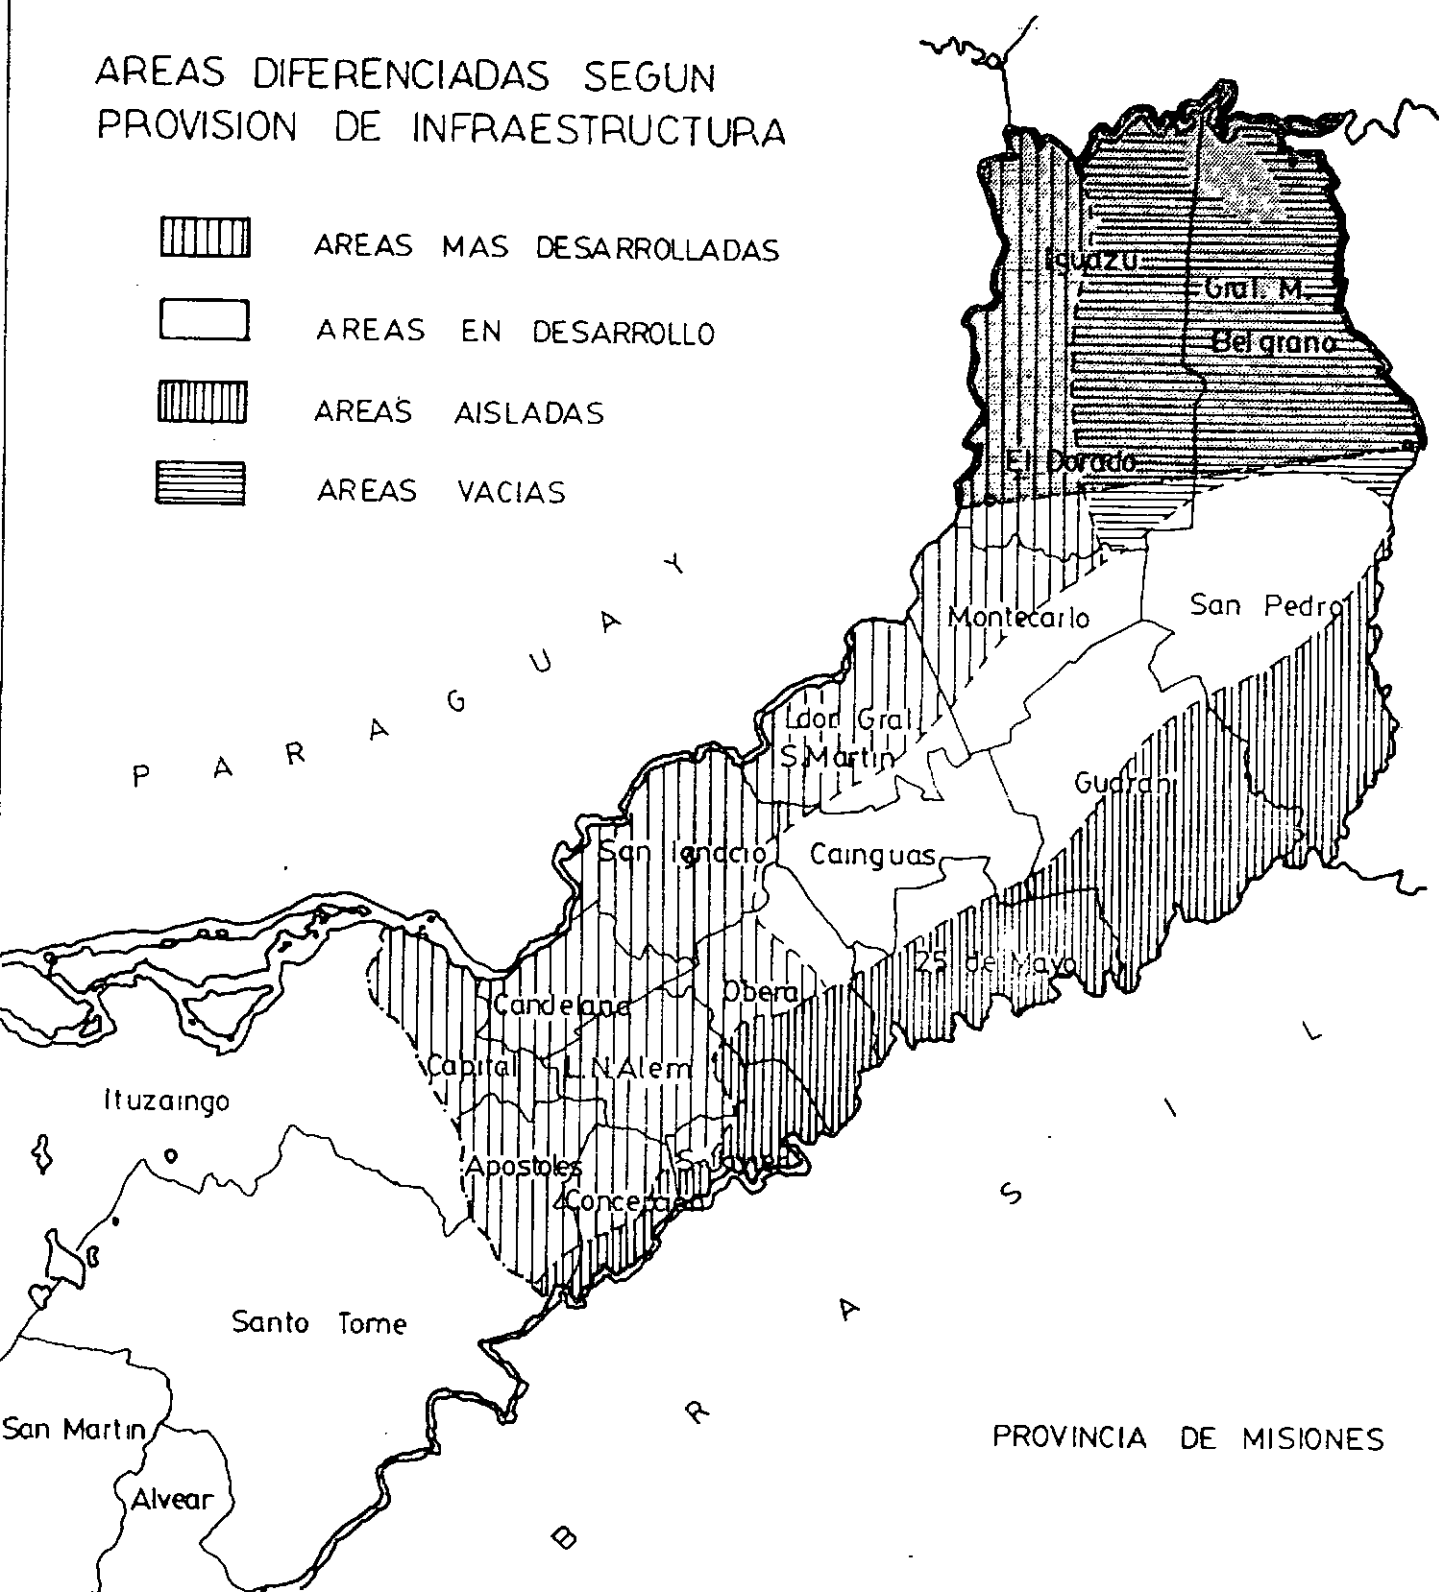 AREAS DIFERENCIADAS SEGUN
PROVISION DE INFRAESTRUCTURA
AREAS MAS DESARROLLADAS
AREAS EN DESARROLLO
AREAS AISLADAS
AREAS VACIAS
Iguazu
Gral. M.
Belgrano
El Dorado
PARAGUAY
Montecarlo
San Pedro
Ldor Gral
S.Martin
Guarani
San Ignacio
Cainguas
25 de Mayo
Candelaria
Obera
Capital
L.N.Alem
Ituzaingo
Apostoles
Concepcion
Santo Tome
San Martin
Alvear
BRASIL
PROVINCIA DE MISIONES